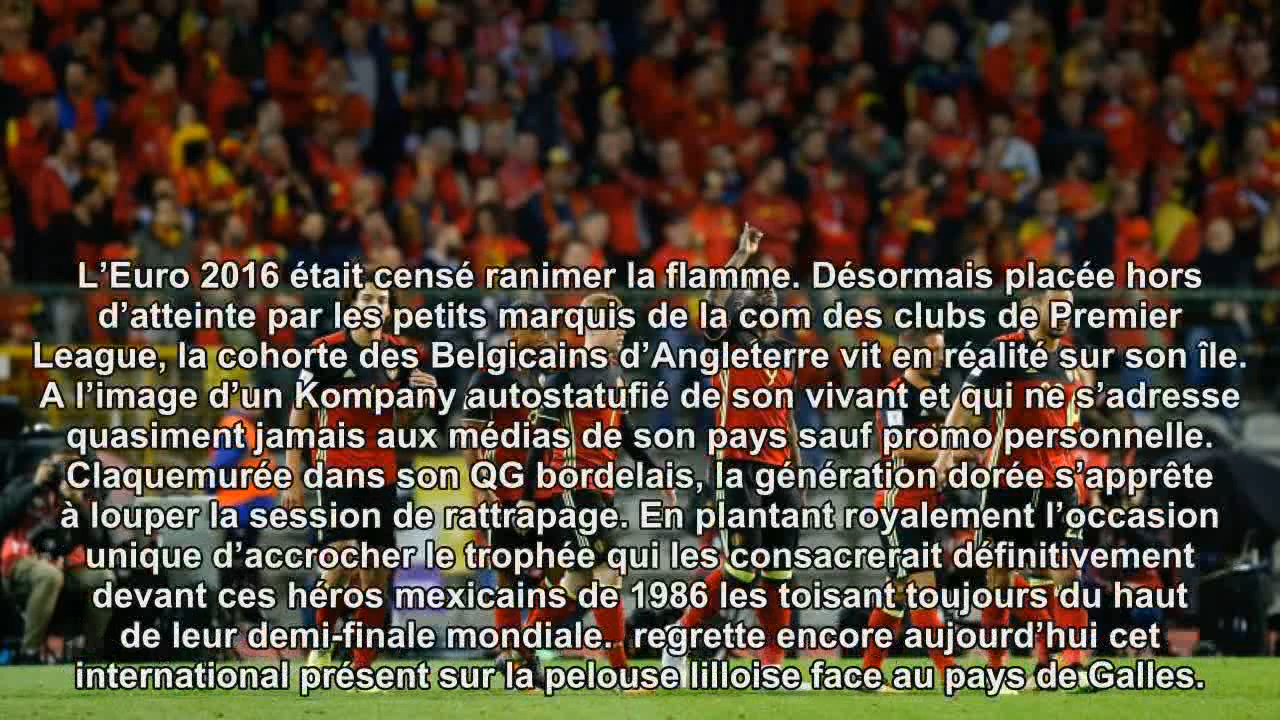 L’Euro 2016 était censé ranimer la flamme. Désormais placée hors
d’atteinte par les petits marquis de la com des clubs de Premier
League, la cohorte des Belgicains d’Angleterre vit en réalité sur son île.
A l’image d’un Kompany autostatufié de son vivant et qui ne s’adresse
quasiment jamais aux médias de son pays sauf promo personnelle.
Claquemurée dans son QG bordelais, la génération dorée s’apprête
à louper la session de rattrapage. En plantant royalement l’occasion
unique d’accrocher le trophée qui les consacrerait définitivement
devant ces héros mexicains de 1986 les toisant toujours du haut
de leur demi-finale mondiale.  regrette encore aujourd’hui cet
international présent sur la pelouse lilloise face au pays de Galles.